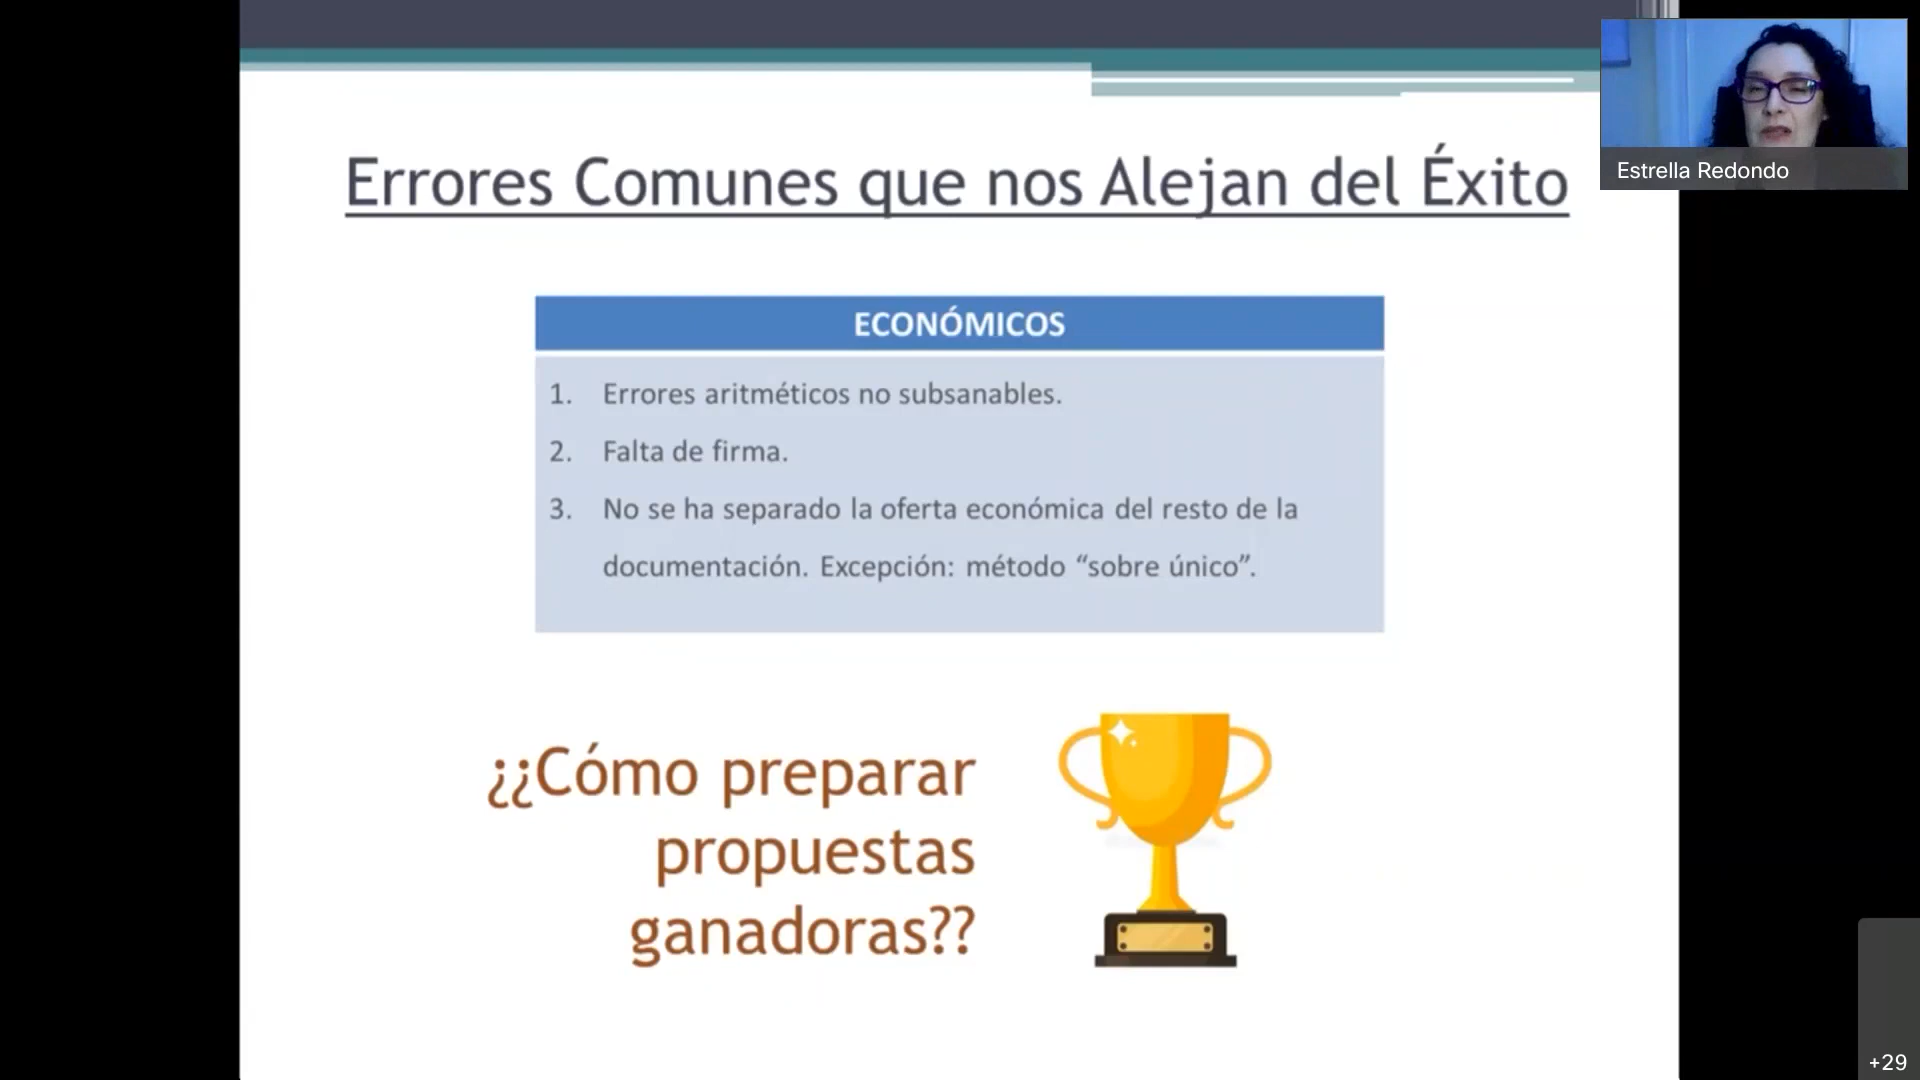 Errores Comunes que nos Alejan del Éxito
Estrella Redondo
ECONÓMICOS
1. Errores aritméticos no subsanables.
2. Falta de firma.
3. No se ha separado la oferta económica del resto de la
documentación. Excepción: método “sobre único”.
¿¿Cómo preparar
propuestas
ganadoras??
+29